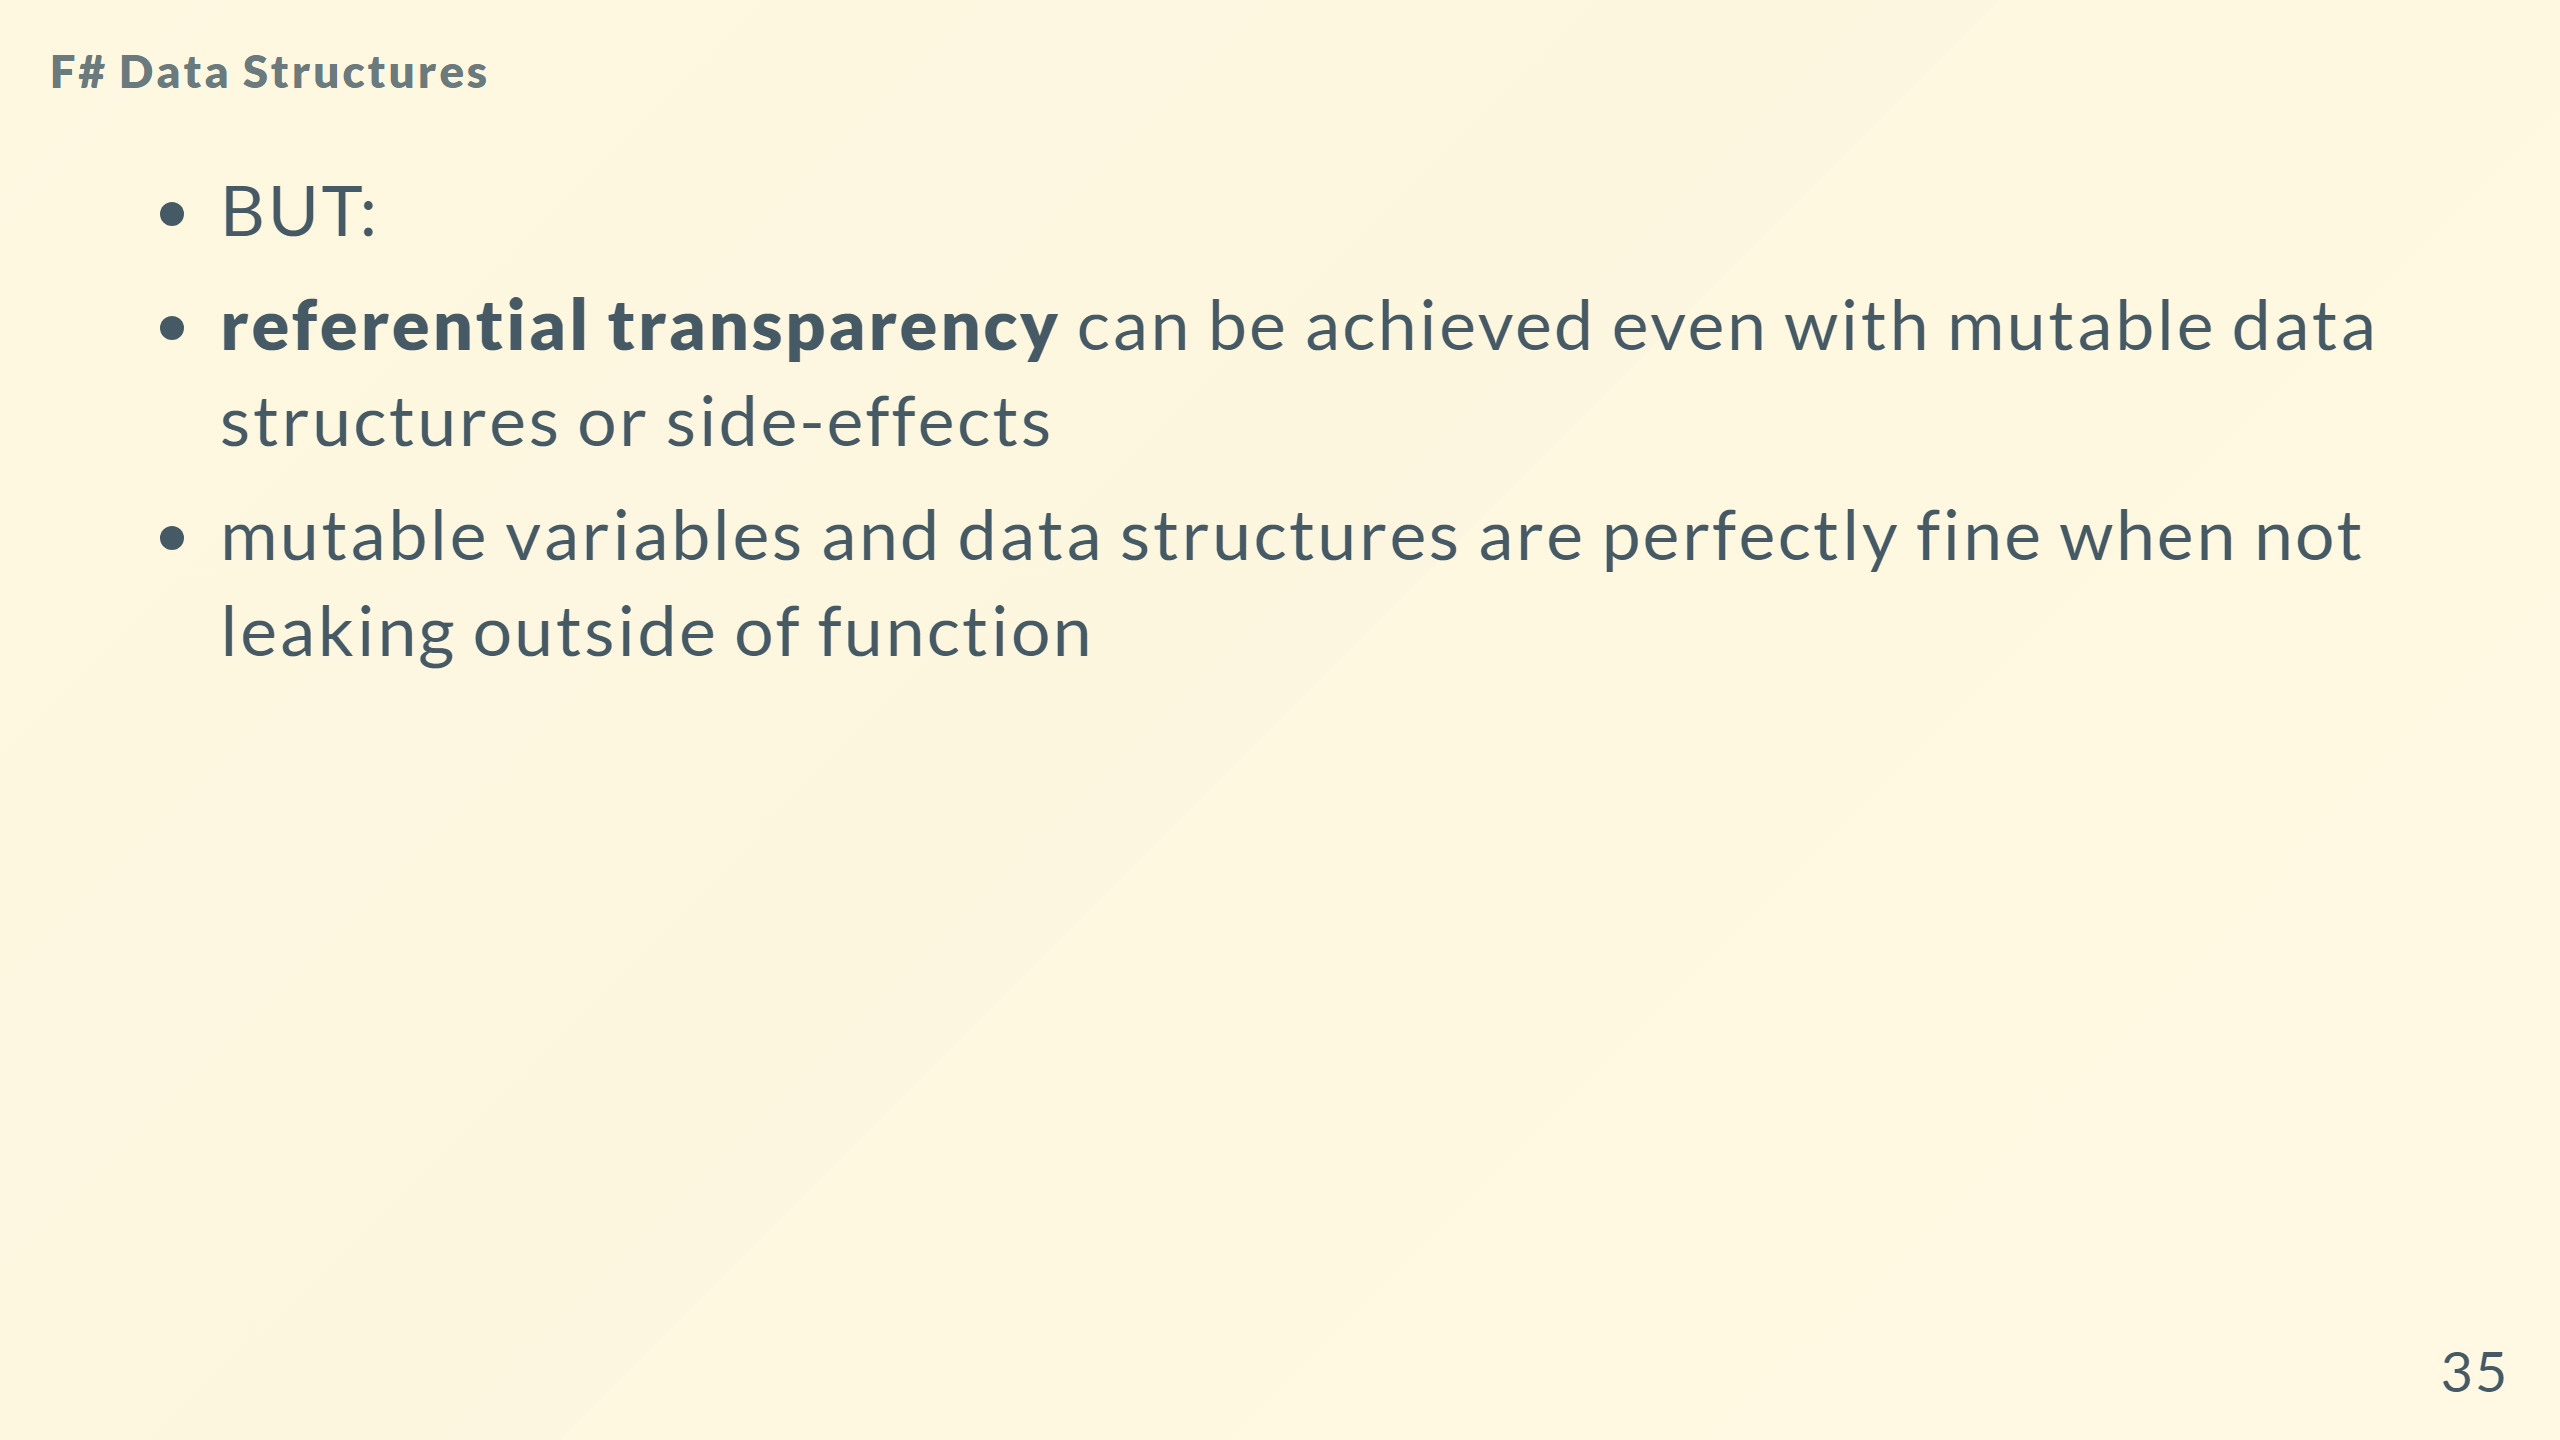 F# Data Structures
• BUT:
• referential transparency can be achieved even with mutable data
structures or side-effects
• mutable variables and data structures are perfectly fine when not
leaking outside of function
35